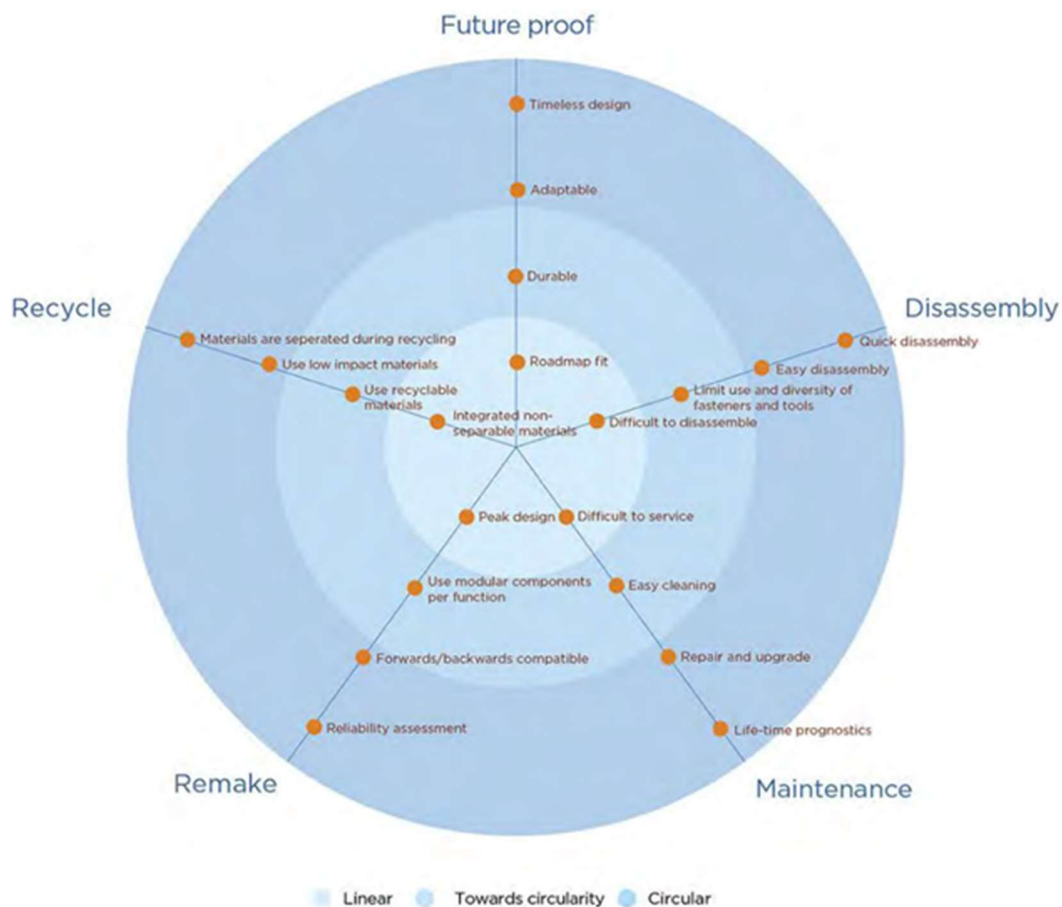 Future proof
Timeless design
Adaptable
Durable
Roadmap fit
Recycle
Materials are seperated during recycling
Use low impact materials
Use recyclable
materials
Integrated non-
separable materials
Disassembly
Quick disassembly
Easy disassembly
Limit use and diversity of
fasteners and tools
Difficult to disassemble
Peak design
Use modular components
per function
Forwards/backwards compatible
Reliability assessment
Remake
Difficult to service
Easy cleaning
Repair and upgrade
Life-time prognostics
Maintenance
Linear
Towards circularity
Circular